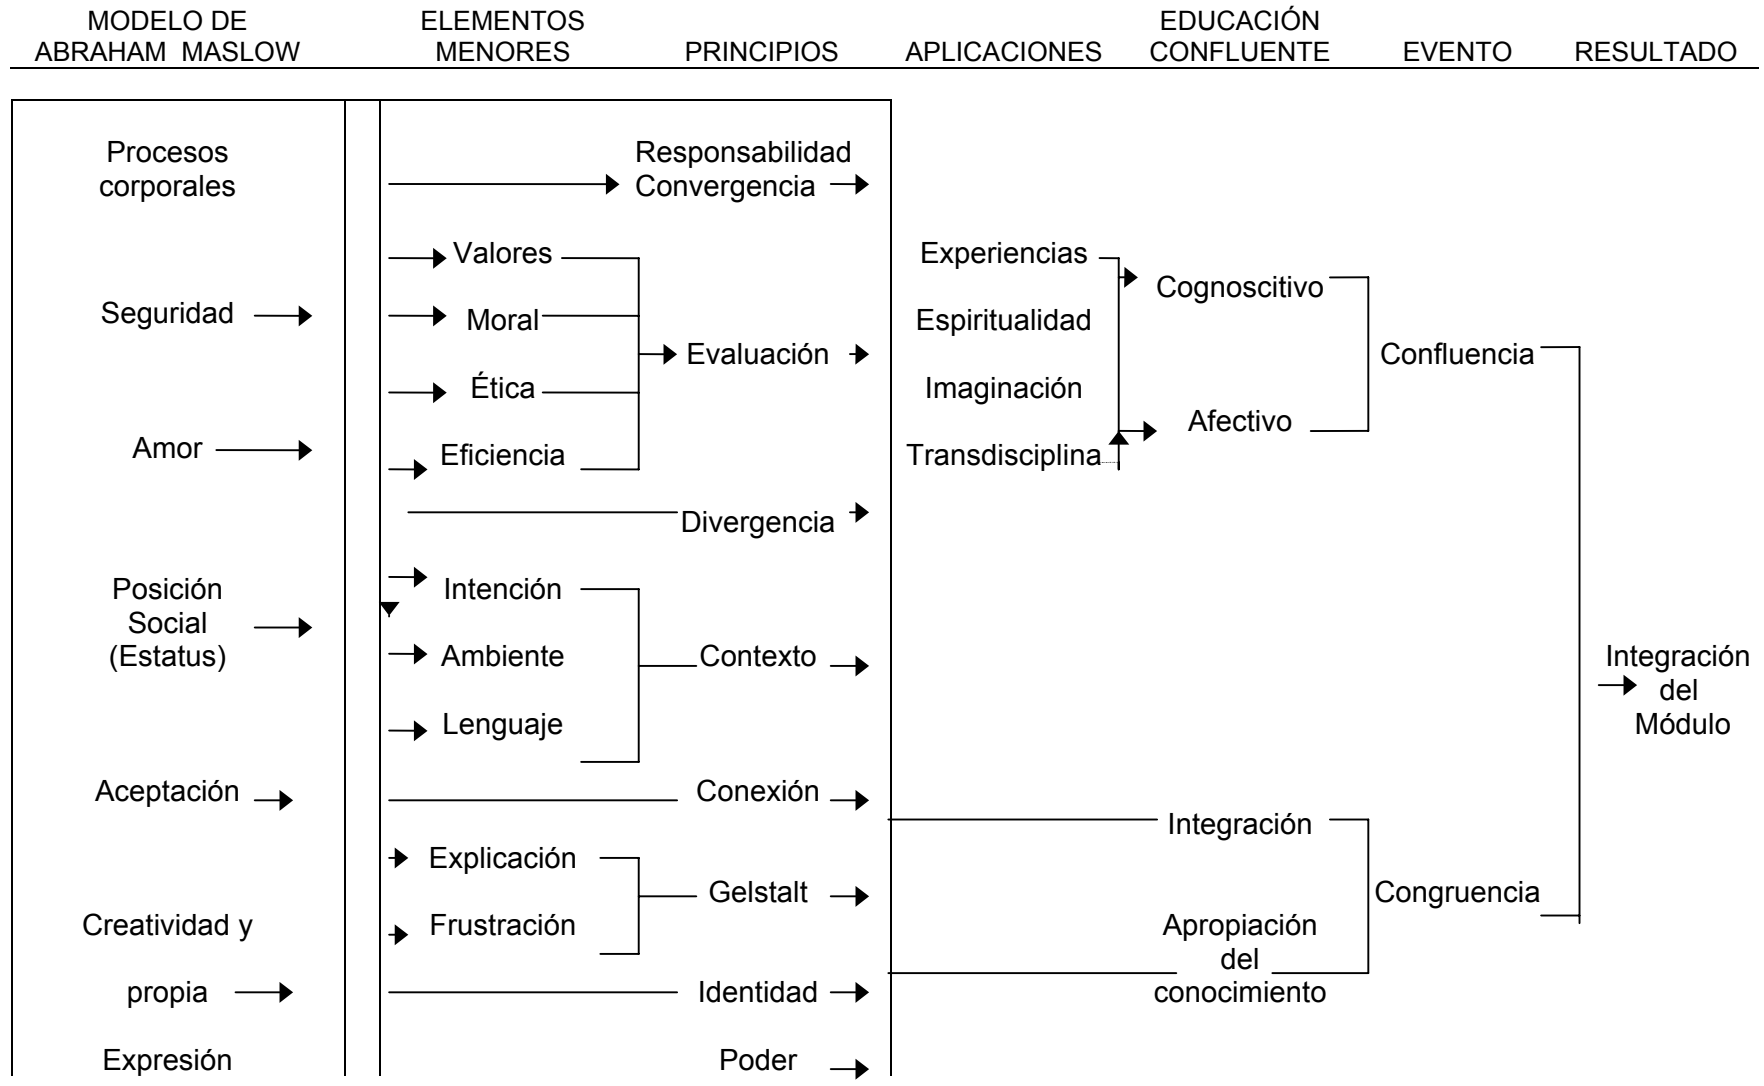 MODELO DE
ABRAHAM MASLOW
ELEMENTOS
MENORES
PRINCIPIOS
APLICACIONES
EDUCACIÓN
CONFLUENTE
EVENTO
RESULTADO
Procesos
corporales
Seguridad
Amor
Posición
Social
(Estatus)
Aceptación
Creatividad y
propia
Expresión
Valores
Moral
Ética
Eficiencia
Intención
Ambiente
Lenguaje
Explicación
Frustración
Responsabilidad
Convergencia
Evaluación
Divergencia
Contexto
Conexión
Gelstalt
Identidad
Poder
Experiencias
Espiritualidad
Imaginación
Transdisciplina
Cognoscitivo
Afectivo
Integración
Apropiación
del
conocimiento
Confluencia
Congruencia
Integración
del
Módulo